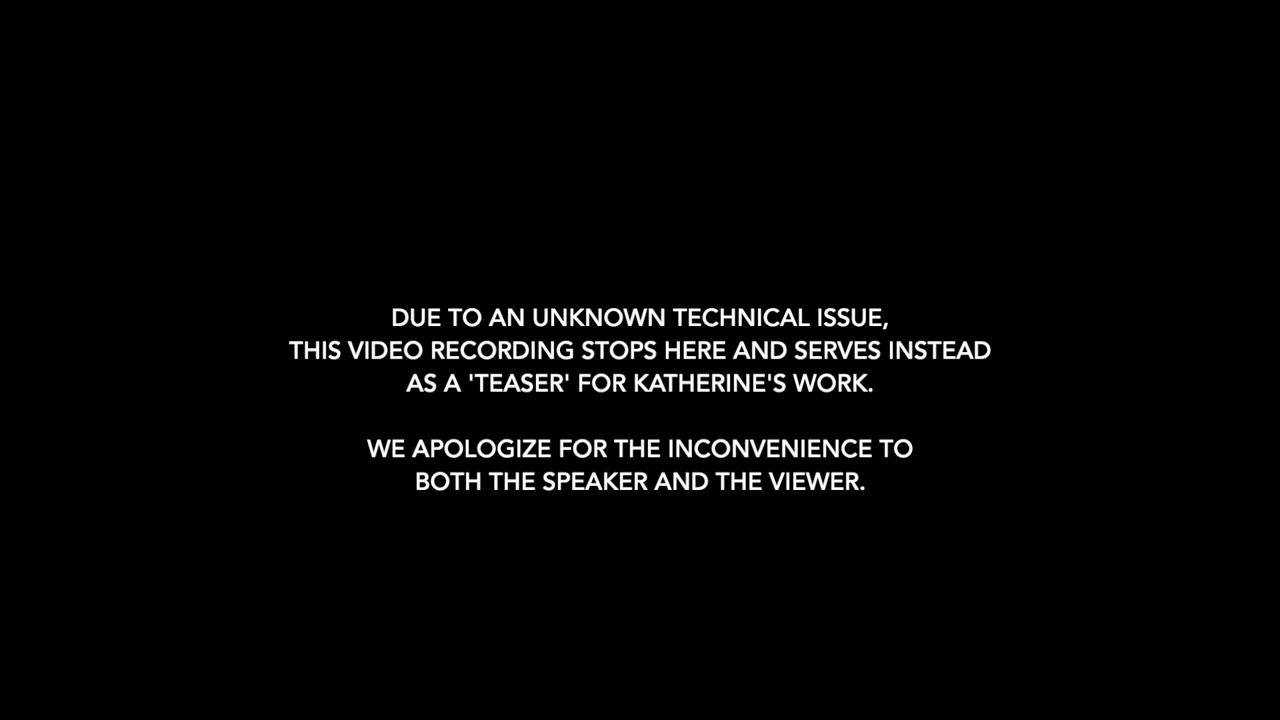 DUE TO AN UNKNOWN TECHNICAL ISSUE,
THIS VIDEO RECORDING STOPS HERE AND SERVES INSTEAD
AS A 'TEASER' FOR KATHERINE'S WORK.
WE APOLOGIZE FOR THE INCONVENIENCE TO
BOTH THE SPEAKER AND THE VIEWER.